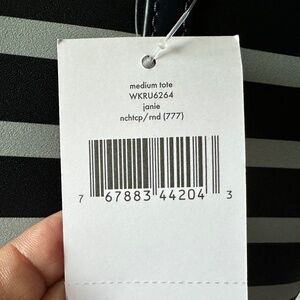 medium tote
WKRU6264
janie
nchtcp/rnd (777)
7 67883 44204 3